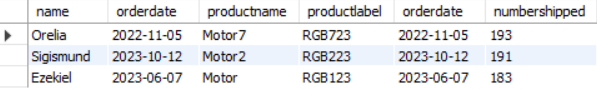 name orderdate productname productlabel orderdate numbershipped
Orelia 2022-11-05 Motor7 RGB723 2022-11-05 193
Sigismund 2023-10-12 Motor2 RGB223 2023-10-12 191
Ezekiel 2023-06-07 Motor RGB123 2023-06-07 183